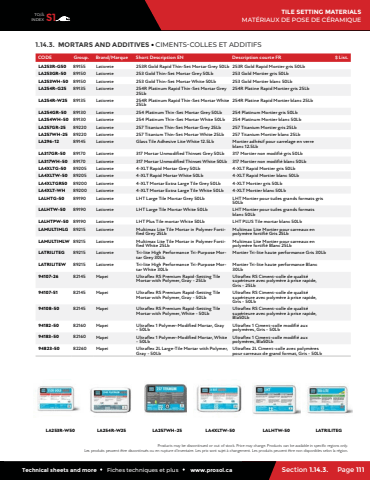 TOUS INDEX
51.
TILE SETTING MATERIALS
MATÉRIAUX DE POSE DE CÉRAMIQUE
1.14.3. MORTARS AND ADDITIVES • CIMENTS-COLLES ET ADDITIFS
CODE Group. Brand/Marque Short Description EN Description courte FR $ List.
LA253R-G50 89955 Laticrete 253R Gold Rapid Thin-Set Mortar Grey 50Lb 253R Gold Rapid Mortier gris 50Lb
LA253GR-50 89950 Laticrete 253 Gold Thin-Set Mortar Grey 50Lb 253 Gold Mortier gris 50Lb
LA253WH-50 89950 Laticrete 253 Gold Thin-Set Mortar White 50Lb 253 Gold Mortier blanc 50Lb
LA254R-G25 89935 Laticrete 254R Platinum Rapid Thin-Set Mortar Grey 254R Platine Rapid Mortier gris 25Lb
25Lb
LA254R-W25 89935 Laticrete 254R Platinum Rapid Thin-Set Mortar White 254R Platine Rapid Mortier blanc 25Lb
25Lb
LA254GR-50 89930 Laticrete 254 Platinum Thin-Set Mortar Grey 50Lb 254 Platinum Mortier gris 50Lb
LA254WH-50 89930 Laticrete 254 Platinum Thin-Set Mortar White 50Lb 254 Platinum Mortier blanc 50Lb
LA257GR-25 89220 Laticrete 257 Titanium Thin-Set Mortar Grey 25Lb 257 Titanium Mortier gris 25Lb
LA257WH-25 89220 Laticrete 257 Titanium Thin-Set Mortar White 25Lb 257 Titanium Mortier blanc 25Lb
LA296-12 89945 Laticrete Glass Tile Adhesive Lite White 12.5Lb Mortier adhésif pour carrelage en verre
blanc 12.5Lb
LA317GR-50 89170 Laticrete 317 Mortar Unmodified Thinset Grey 50Lb 317 Mortier non modifié gris 50Lb
LA317WH-50 89170 Laticrete 317 Mortar Unmodified Thinset White 50Lb 317 Mortier non modifié blanc 50Lb
LA4XLTG-50 89205 Laticrete 4-XLT Rapid Mortar Grey 50Lb 4-XLT Rapid Mortier gris 50Lb
LA4XLTW-50 89205 Laticrete 4-XLT Rapid Mortar White 50Lb 4-XLT Rapid Mortier blanc 50Lb
LA4XLTGR50 89200 Laticrete 4-XLT Mortar Extra Large Tile Grey 50Lb 4-XLT Mortier gris 50Lb
LA4XLT-WH 89200 Laticrete 4-XLT Mortar Extra Large Tile White 50Lb 4-XLT Mortier blanc 50Lb
LALHTG-50 89990 Laticrete LHT Large Tile Mortar Grey 50Lb LHT Mortier pour tuiles grands formats gris
50Lb
LALHTW-50 89990 Laticrete LHT Large Tile Mortar White 50Lb LHT Mortier pour tuiles grands formats
blanc 50Lb
LALHTPW-50 89990 Laticrete LHT Plus Tile mortar White 50Lb LHT PLUS Tile mortar blanc 50Lb
LAMULTIMLG 89215 Laticrete Multimax Lite Tile Mortar in Polymer Forti- Multimax Lite Mortier pour carreaux en
fied Grey 25Lb polymère fortifié Gris 25Lb
LAMULTIMLW 89215 Laticrete Multimax Lite Tile Mortar in Polymer Forti- Multimax Lite Mortier pour carreaux en
fied White 25Lb polymère fortifié Blanc 25Lb
LATRILITEG 89215 Laticrete Tri-lite High Performance Tri-Purpose Mor- Mortier Tri-lite haute performance Gris 30Lb
tar Grey 30Lb
LATRILITEW 89215 Laticrete Tri-lite High Performance Tri-Purpose Mor- Mortier Tri-lite haute performance Blanc
tar White 30Lb 30Lb
94107-26 82145 Mapei Ultraflex RS Premium Rapid-Setting Tile Ultraflex RS Ciment-colle de qualité
Mortar with Polymer, Gray - 25Lb supérieure avec polymère à prise rapide,
Gris - 25Lb
94107-51 82145 Mapei Ultraflex RS Premium Rapid-Setting Tile Ultraflex RS Ciment-colle de qualité
Mortar with Polymer, Gray - 50Lb supérieure avec polymère à prise rapide,
Gris - 50Lb
94108-50 82145 Mapei Ultraflex RS Premium Rapid-Setting Tile Ultraflex RS Ciment-colle de qualité
Mortar with Polymer, White - 50Lb supérieure avec polymère à prise rapide,
Bla50Lb
94182-50 82140 Mapei Ultraflex 1 Polymer-Modified Mortar, Gray Ultraflex 1 Ciment-colle modifié aux
- 50Lb polymères, Gris - 50Lb
94183-50 82140 Mapei Ultraflex 1 Polymer-Modified Mortar, White Ultraflex 1 Ciment-colle modifié aux
- 50Lb polymères, Bla50Lb
94823-50 82240 Mapei Ultraflex 2L Large-Tile Mortar with Polymer, Ultraflex 2L Ciment-colle avec polymères
Gray - 50Lb pour carreaux de grand format, Gris - 50Lb
LA253R-W50 LA254R-W25 LA257WH-25 LA4XLTW-50 LALHTW-50 LATRILITEG
Products may be discontinued or out of stock. Price may change. Products can be available in specific regions only.
Les produits peuvent être discontinués ou en rupture d'inventaire. Les prix sont sujet à changement. Les produits peuvent être non disponibles selon la région.
Technical sheets and more • Fiches techniques et plus • www.prosol.ca Section 1.14.3. Page 111